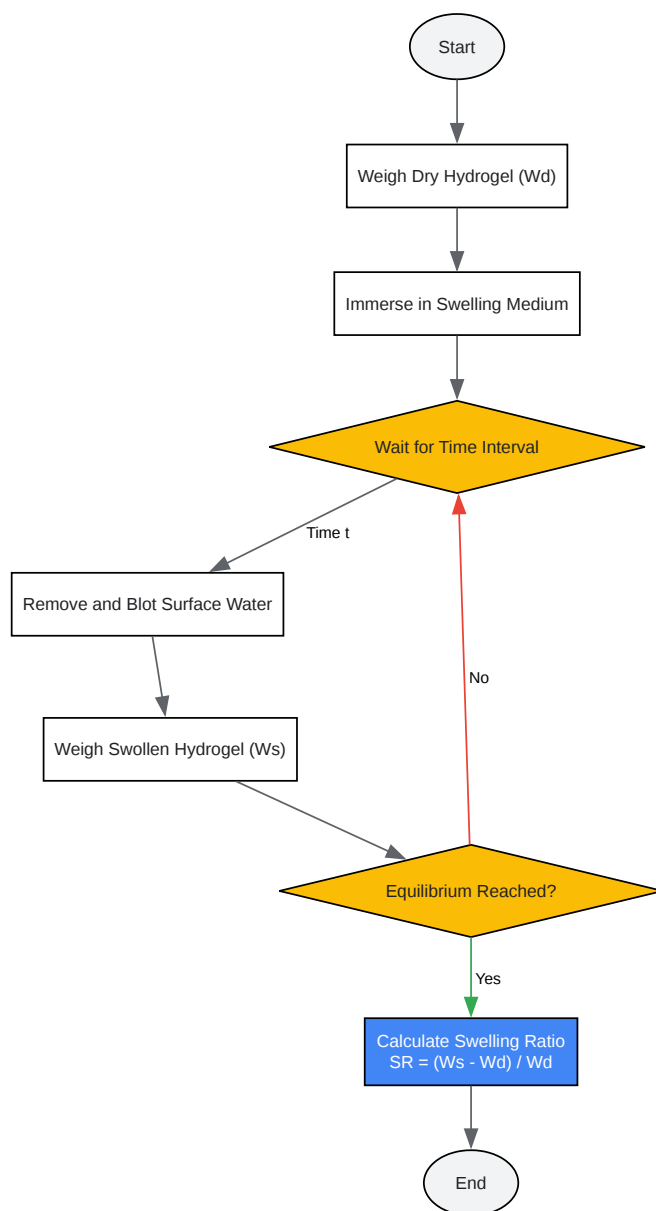 Start
Weigh Dry Hydrogel (Wd)
Immerse in Swelling Medium
Wait for Time Interval
Time t
Remove and Blot Surface Water
No
Weigh Swollen Hydrogel (Ws)
Equilibrium Reached?
Yes
Calculate Swelling Ratio
SR = (Ws - Wd) / Wd
End